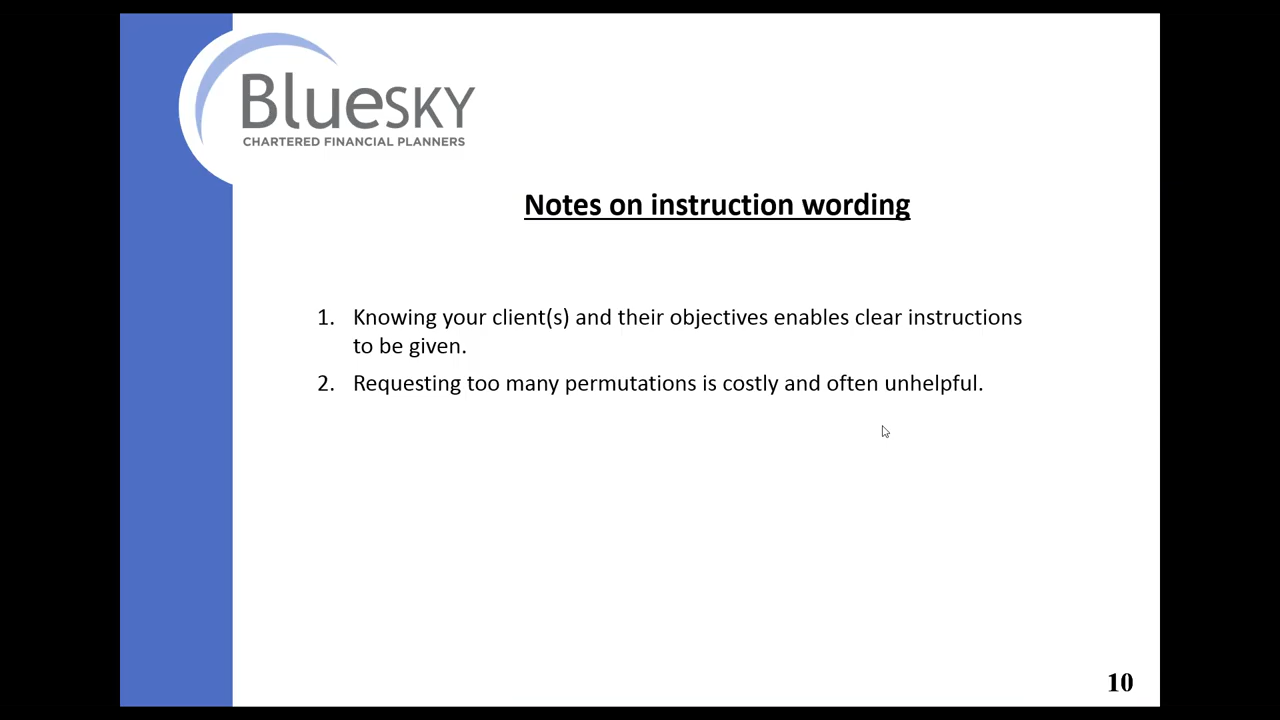 BlueSKY
CHARTERED FINANCIAL PLANNERS
Notes on instruction wording
1. Knowing your client(s) and their objectives enables clear instructions
to be given.
2. Requesting too many permutations is costly and often unhelpful.
10